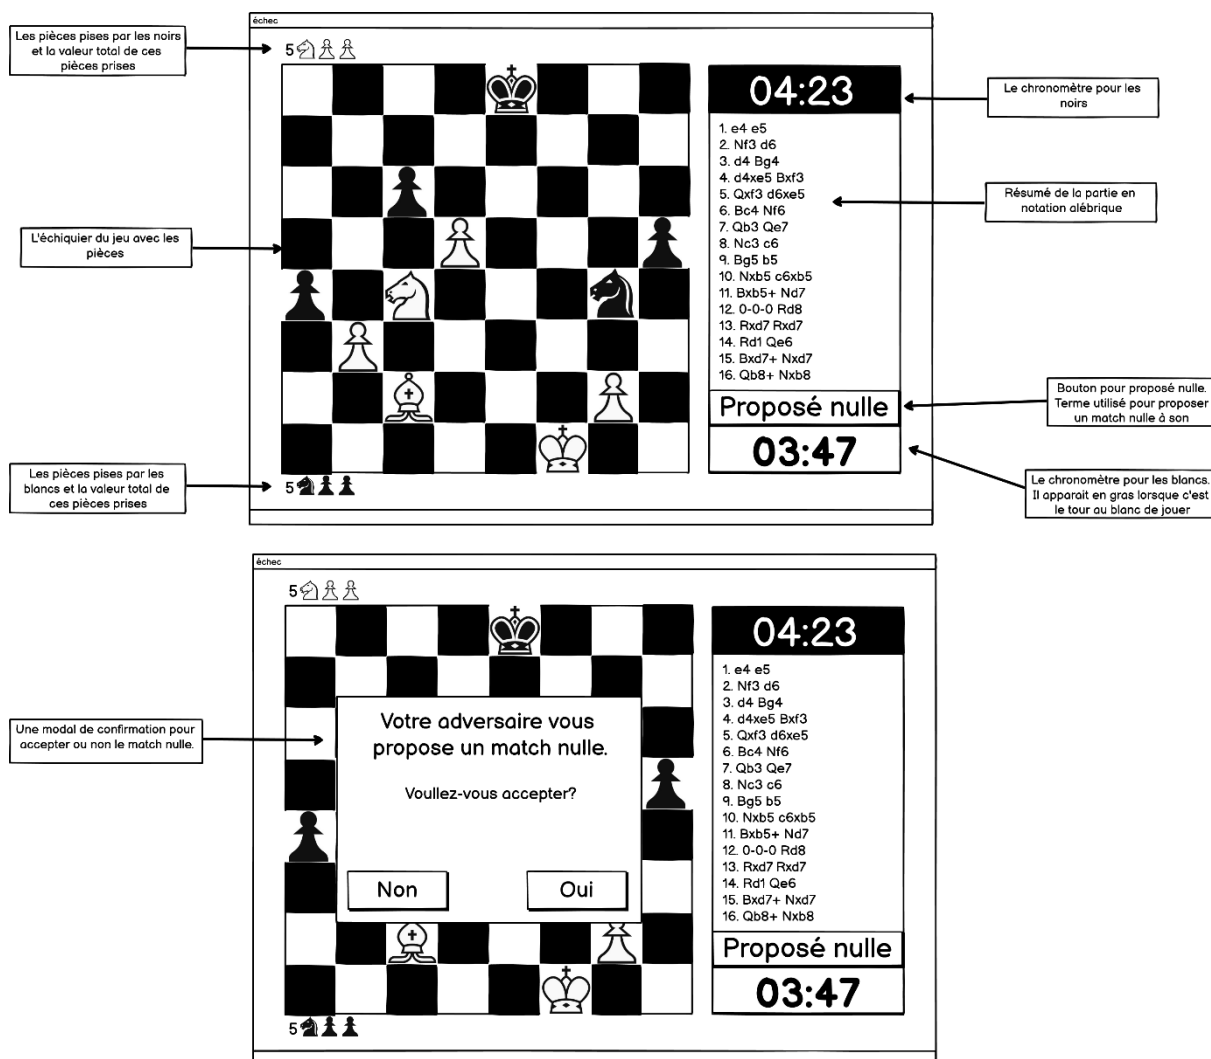 échec
Les pièces pises par les noirs
et la valeur total de ces
pièces prises
5
04:23
Le chronomètre pour les
noirs
1. e4 e5
2. Nf3 d6
3. d4 Bg4
4. d4xe5 Bxf3
5. Qxf3 d6xe5
6. Bc4 Nf6
7. Qb3 Qe7
8. Nc3 c6
9. Bg5 b5
10. Nxb5 c6xb5
11. Bxb5+ Nd7
12. 0-0-0 Rd8
13. Rxd7 Rxd7
14. Rd1 Qe6
15. Bxd7+ Nxd7
16. Qb8+ Nxb8
Résumé de la partie en
notation alébrique
L'échiquier du jeu avec les
pièces
Proposé nulle
Bouton pour proposé nulle.
Terme utilisé pour proposer
un match nulle à son
03:47
Les pièces pises par les
blancs et la valeur total de
ces pièces prises
5
Le chronomètre pour les blancs.
Il apparait en gras lorsque c'est
le tour au blanc de jouer
échec
5
04:23
1. e4 e5
2. Nf3 d6
3. d4 Bg4
4. d4xe5 Bxf3
5. Qxf3 d6xe5
6. Bc4 Nf6
7. Qb3 Qe7
8. Nc3 c6
9. Bg5 b5
10. Nxb5 c6xb5
11. Bxb5+ Nd7
12. 0-0-0 Rd8
13. Rxd7 Rxd7
14. Rd1 Qe6
15. Bxd7+ Nxd7
16. Qb8+ Nxb8
Une modal de confirmation pour
accepter ou non le match nulle.
Votre adversaire vous
propose un match nulle.
Voullez-vous accepter?
Non
Oui
Proposé nulle
03:47
5